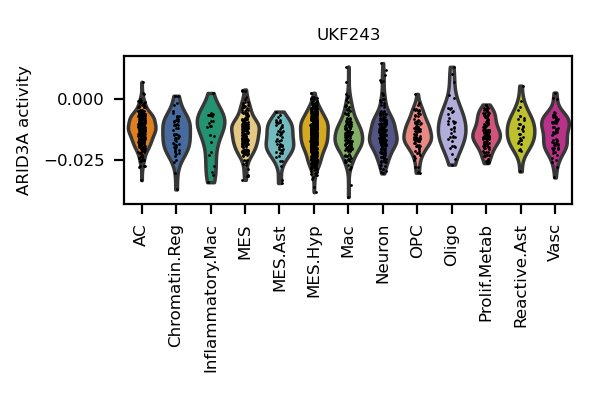 UKF243
ARID3A activity
0.000
−0.025
AC
Chromatin.Reg
Inflammatory.Mac
MES
MES.Ast
MES.Hyp
Mac
Neuron
OPC
Oligo
Prolif.Metab
Reactive.Ast
Vasc